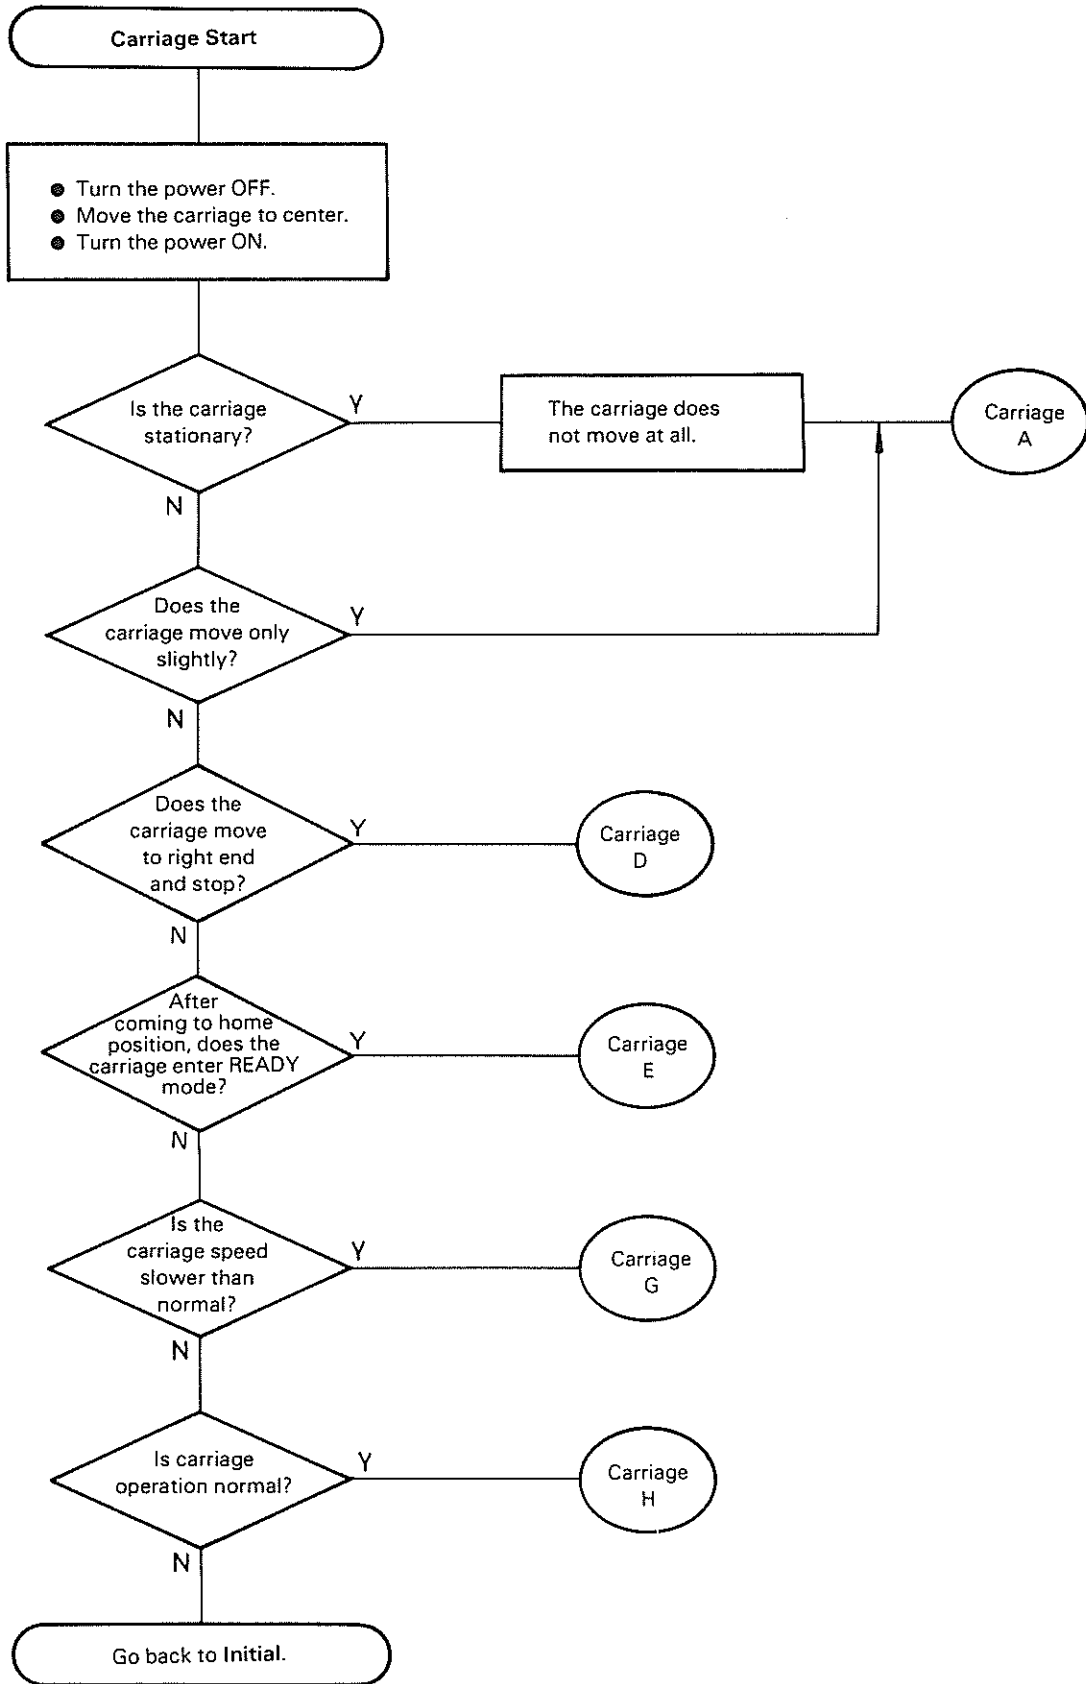 Carriage Start
● Turn the power OFF.
● Move the carriage to center.
● Turn the power ON.
Is the carriage
stationary?
Y
The carriage does
not move at all.
Carriage
A
N
Does the
carriage move only
slightly?
Y
N
Does the
carriage move
to right end
and stop?
Y
Carriage
D
N
After
coming to home
position, does the
carriage enter READY
mode?
Y
Carriage
E
N
Is the
carriage speed
slower than
normal?
Y
Carriage
G
N
Is carriage
operation normal?
Y
Carriage
H
N
Go back to Initial.